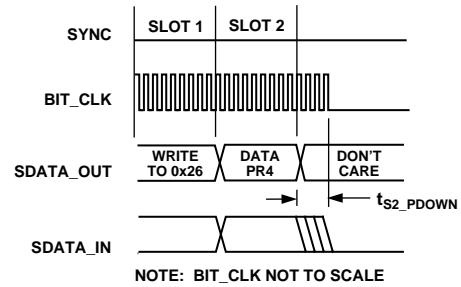 SLOT 1 SLOT 2
SYNC
BIT_CLK
SDATA_OUT
WRITE
TO 0x26
DATA
PR4
DON'T
CARE
tS2_PDOWN
SDATA_IN
NOTE: BIT_CLK NOT TO SCALE